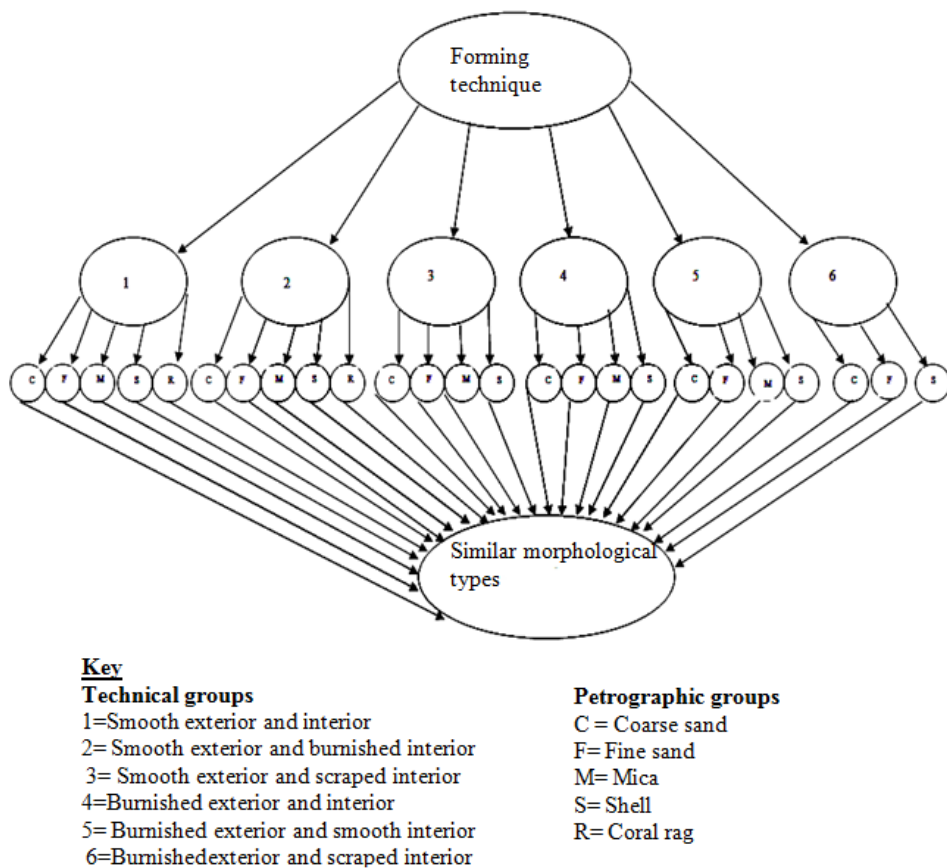 Forming
technique
1 2 3 4 5 6
C F M S R C F M S R C F M S C F M S C F M S C F S
Similar morphological
types
Key
Technical groups
1=Smooth exterior and interior
2= Smooth exterior and burnished interior
3= Smooth exterior and scraped interior
4=Burnished exterior and interior
5= Burnished exterior and smooth interior
6=Burnishedexterior and scraped interior
Petrographic groups
C = Coarse sand
F= Fine sand
M= Mica
S= Shell
R= Coral rag